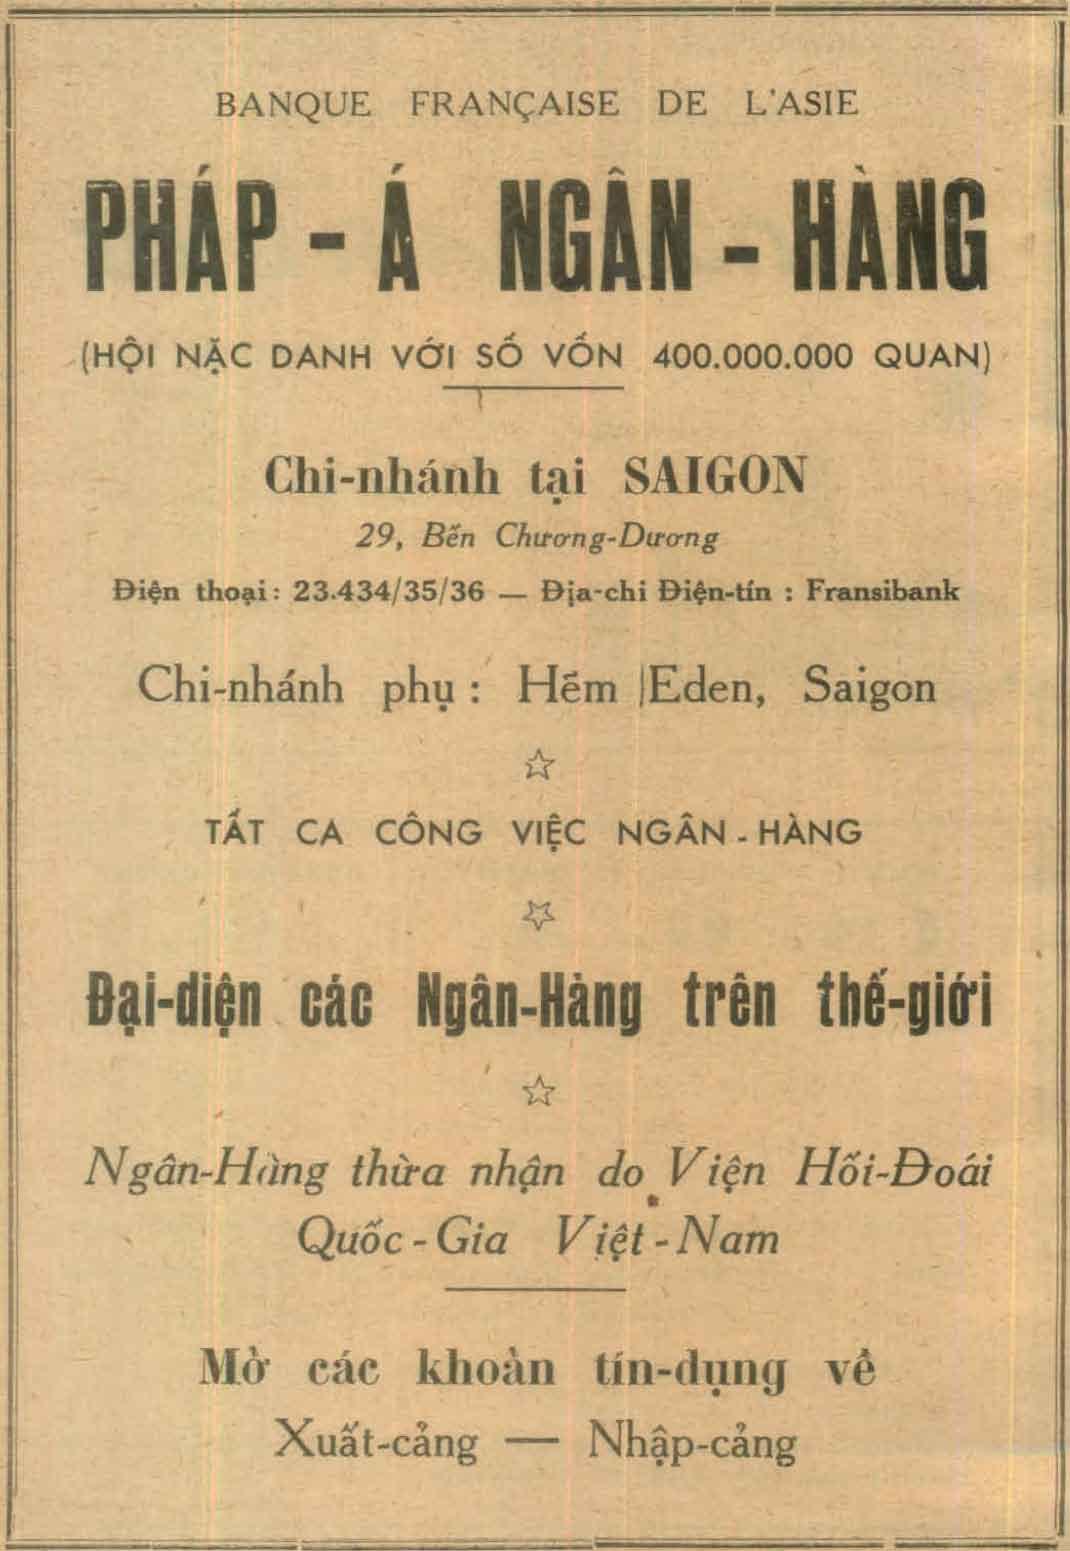 BANQUE FRANÇAISE DE L'ASIE
PHÁP - Á NGÂN - HÀNG
(HỘI NẶC DANH VỚI SỐ VỐN 400.000.000 QUAN)
Chi-nhánh tại SAIGON
29, Bến Chương-Dương
Điện thoại : 23.434/35/36 — Địa-chi Điện-tín : Fransibank
Chi-nhánh phụ : Hẻm Eden, Saigon
☆
TẤT CA CÔNG VIỆC NGÂN - HÀNG
☆
Đại-diện các Ngân-Hàng trên thế-giới
☆
Ngân-Hàng thừa nhận do Viện Hối-Đoái
Quốc - Gia Việt - Nam
Mở các khoản tín-dụng về
Xuất-cảng — Nhập-cảng